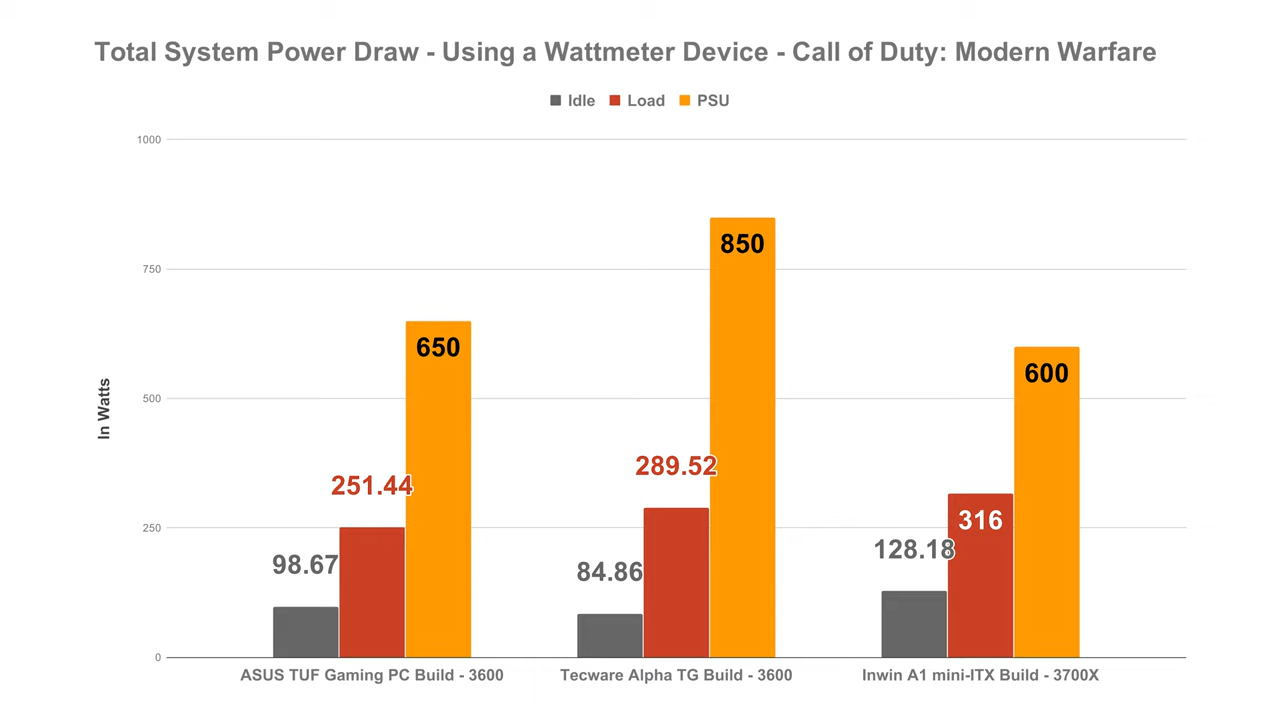 Total System Power Draw - Using a Wattmeter Device - Call of Duty: Modern Warfare
Idle Load PSU
1000
750
500
250
0
In Watts
98.67
251.44
650
84.86
289.52
850
128.18
316
600
ASUS TUF Gaming PC Build - 3600
Tecware Alpha TG Build - 3600
Inwin A1 mini-ITX Build - 3700X